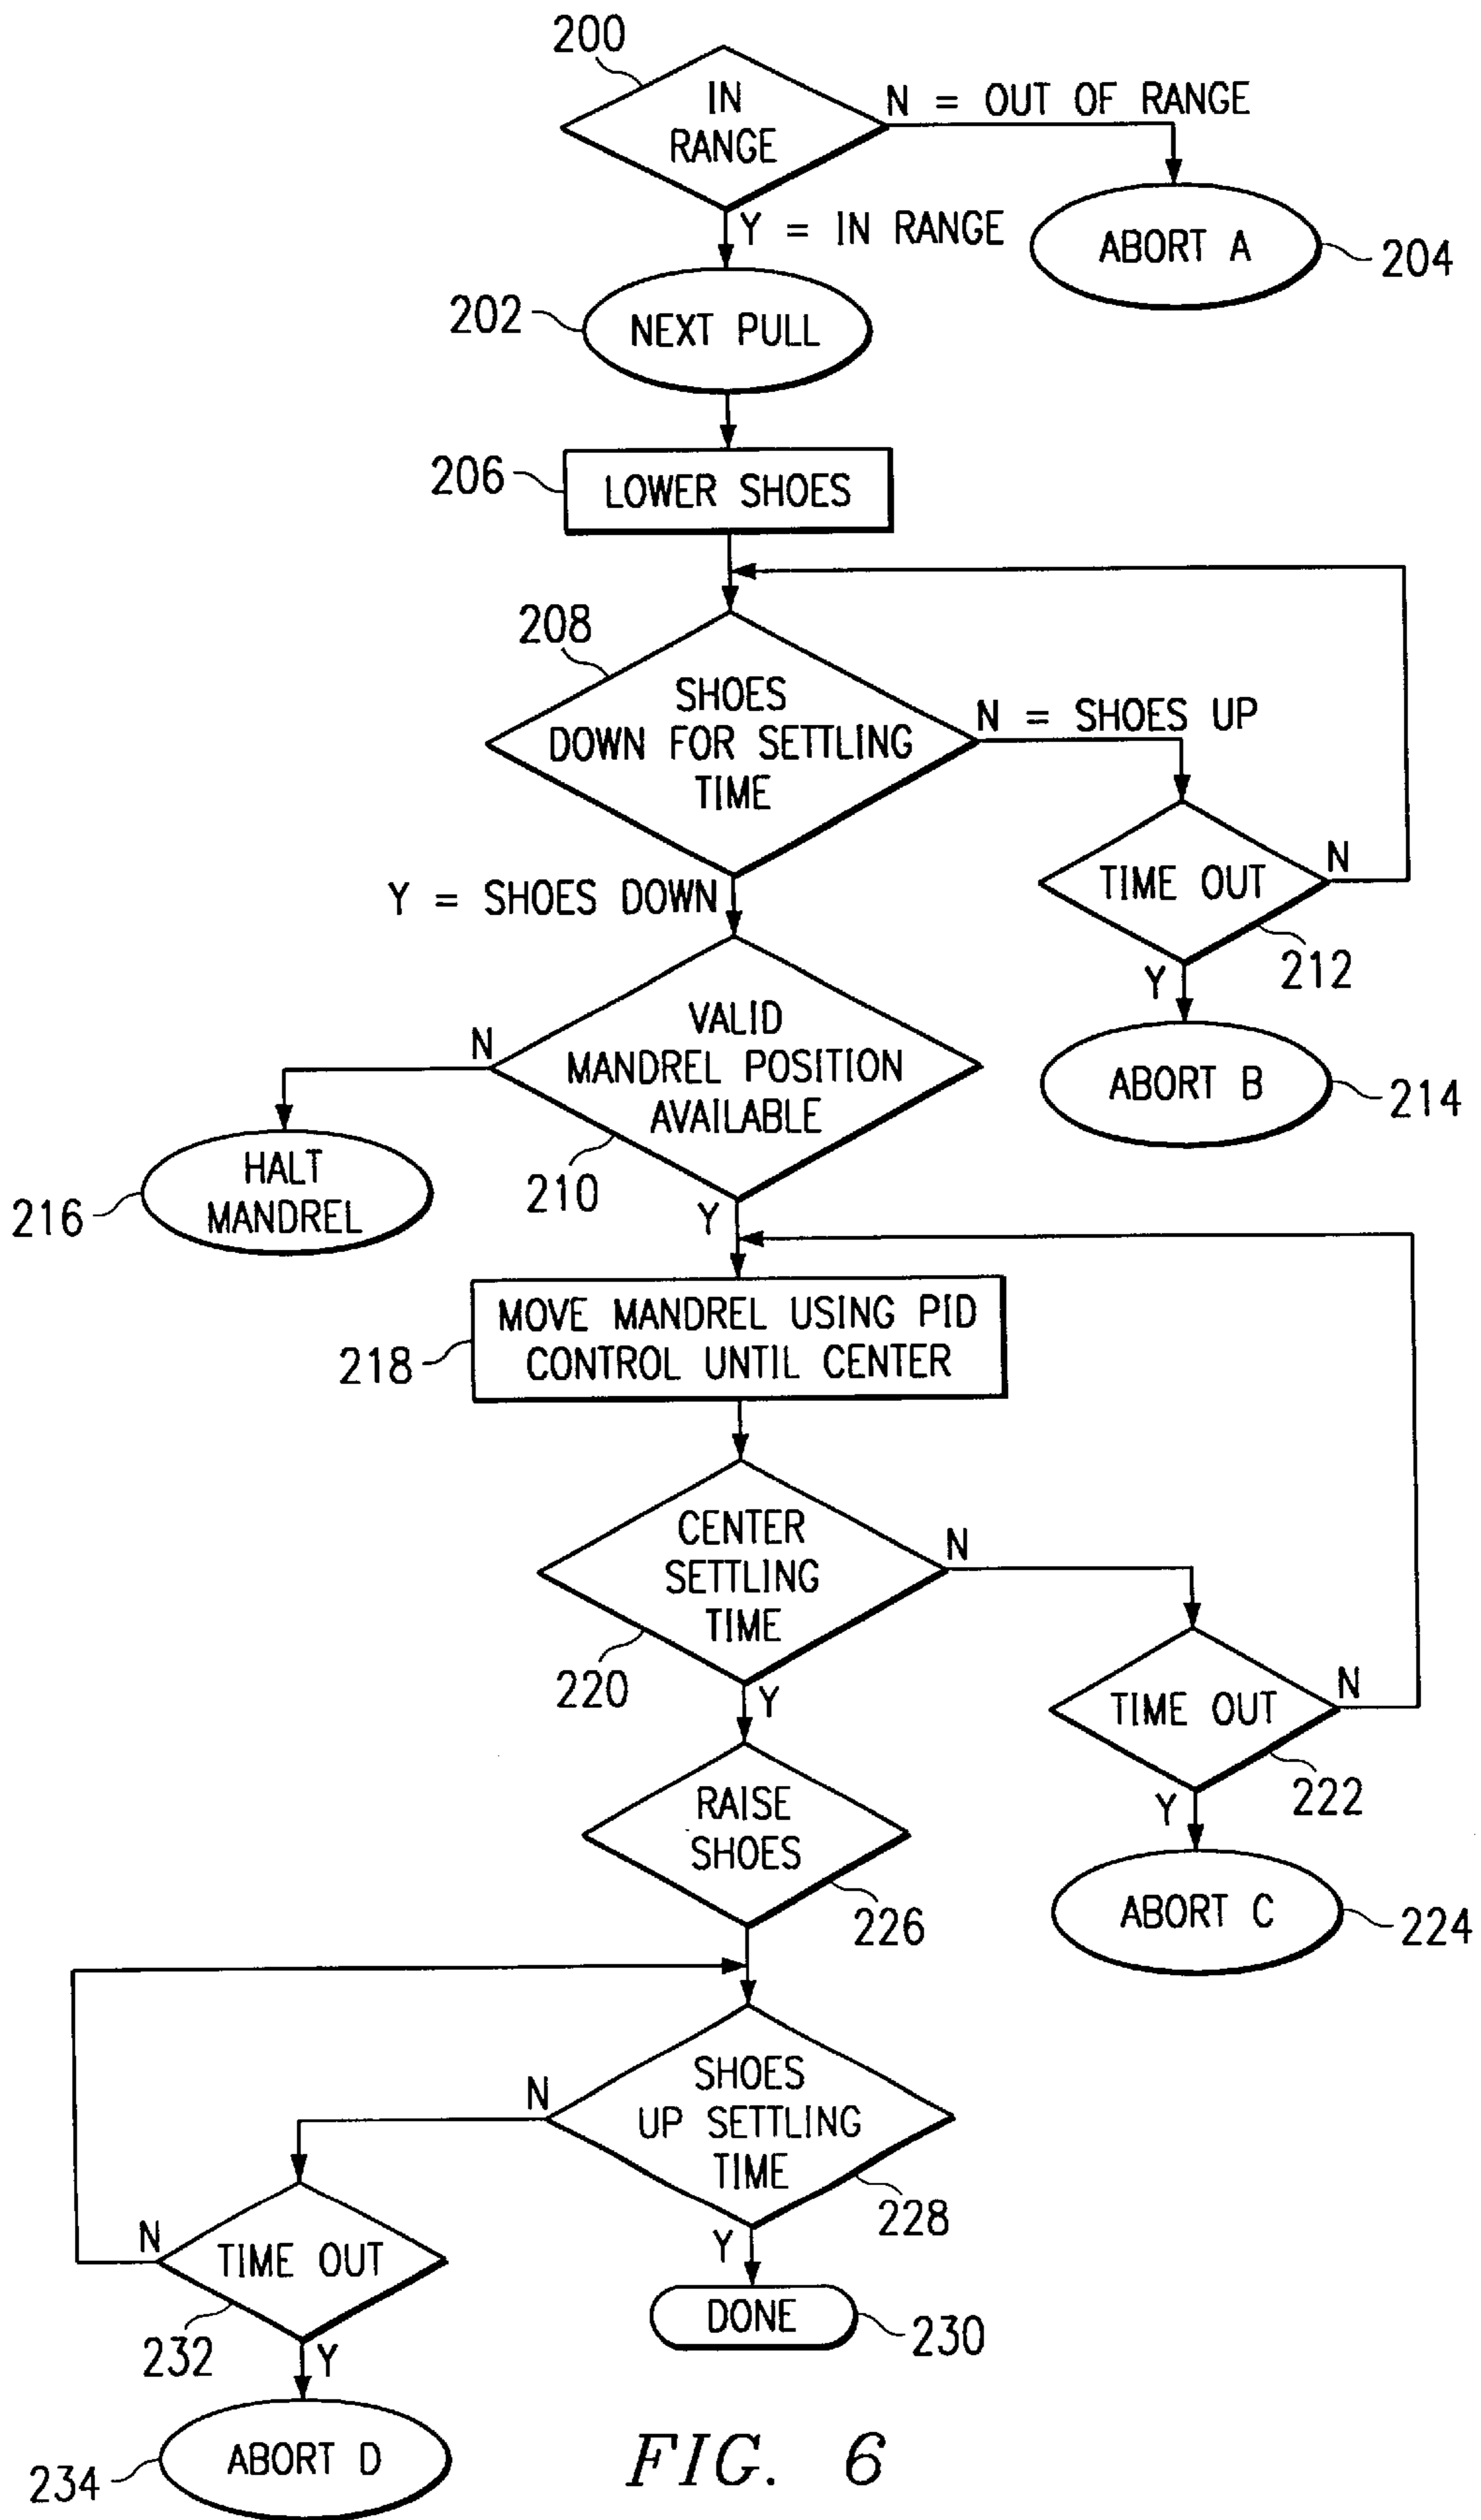 200
IN
RANGE
N = OUT OF RANGE
Y = IN RANGE
ABORT A
204
202
NEXT PULL
206
LOWER SHOES
208
SHOES
DOWN FOR SETTLING
TIME
N = SHOES UP
TIME OUT
N
212
Y
ABORT B
214
Y = SHOES DOWN
VALID
MANDREL POSITION
AVAILABLE
N
210
HALT
MANDREL
216
Y
MOVE MANDREL USING PID
CONTROL UNTIL CENTER
218
CENTER
SETTLING
TIME
N
220
TIME OUT
N
222
Y
ABORT C
224
Y
RAISE
SHOES
226
SHOES
UP SETTLING
TIME
N
228
Y
DONE
230
N
TIME OUT
232
Y
ABORT D
234
FIG. 6